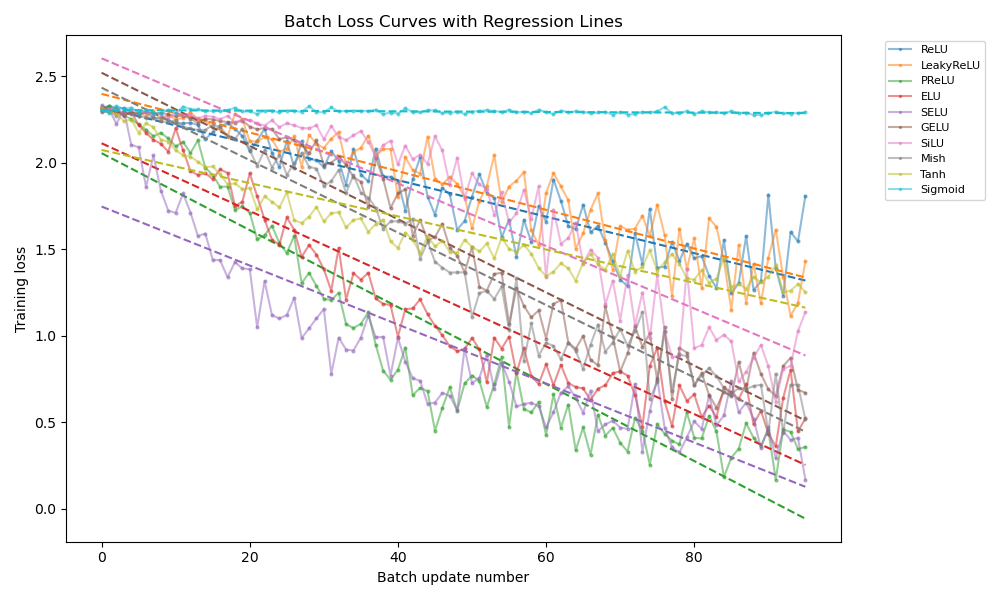 Batch Loss Curves with Regression Lines
Training loss
2.5
2.0
1.5
1.0
0.5
0.0
0
20
40
60
80
Batch update number
ReLU
LeakyReLU
PReLU
ELU
SELU
GELU
SiLU
Mish
Tanh
Sigmoid